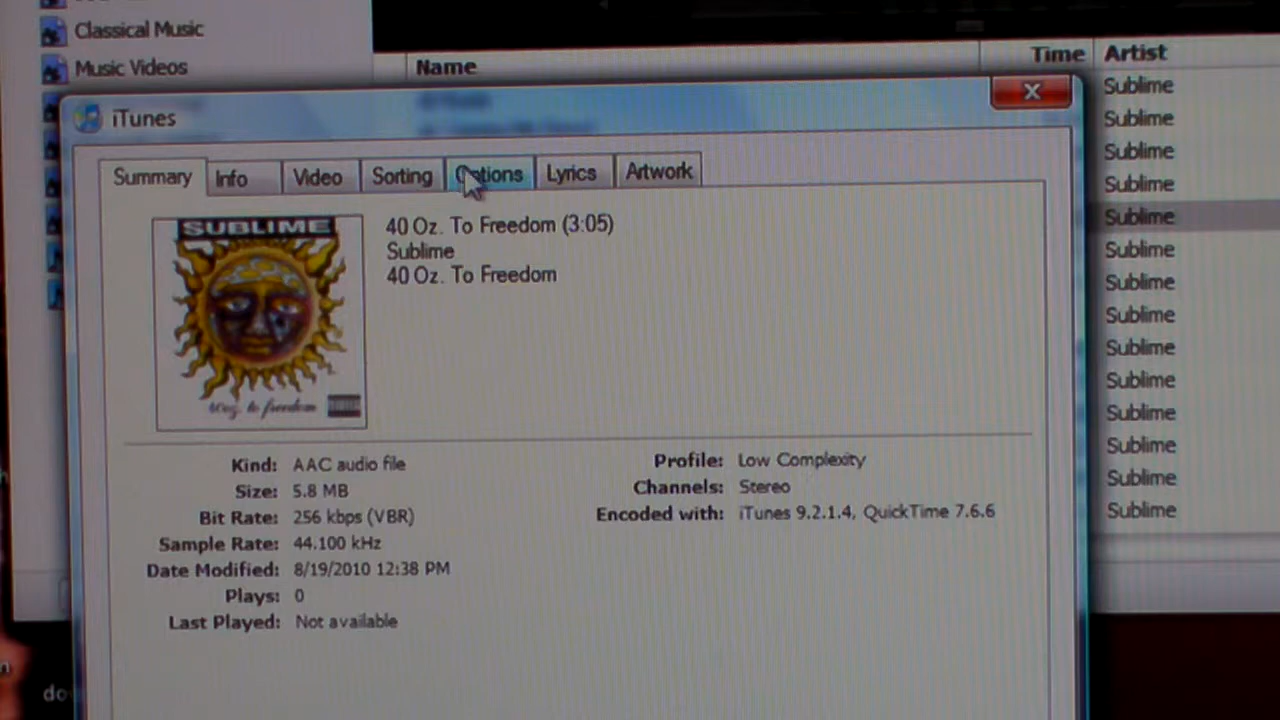 Classical Music
Music Videos
Name
Time
Artist
Sublime
Sublime
Sublime
Sublime
Sublime
Sublime
Sublime
Sublime
Sublime
Sublime
Sublime
Sublime
Sublime
Sublime
iTunes
Summary
Info
Video
Sorting
Options
Lyrics
Artwork
SUBLIME
40oz. to freedom
40 Oz. To Freedom (3:05)
Sublime
40 Oz. To Freedom
Kind: AAC audio file
Size: 5.8 MB
Bit Rate: 256 kbps (VBR)
Sample Rate: 44.100 kHz
Date Modified: 8/19/2010 12:38 PM
Plays: 0
Last Played: Not available
Profile: Low Complexity
Channels: Stereo
Encoded with: iTunes 9.2.1.4, QuickTime 7.6.6